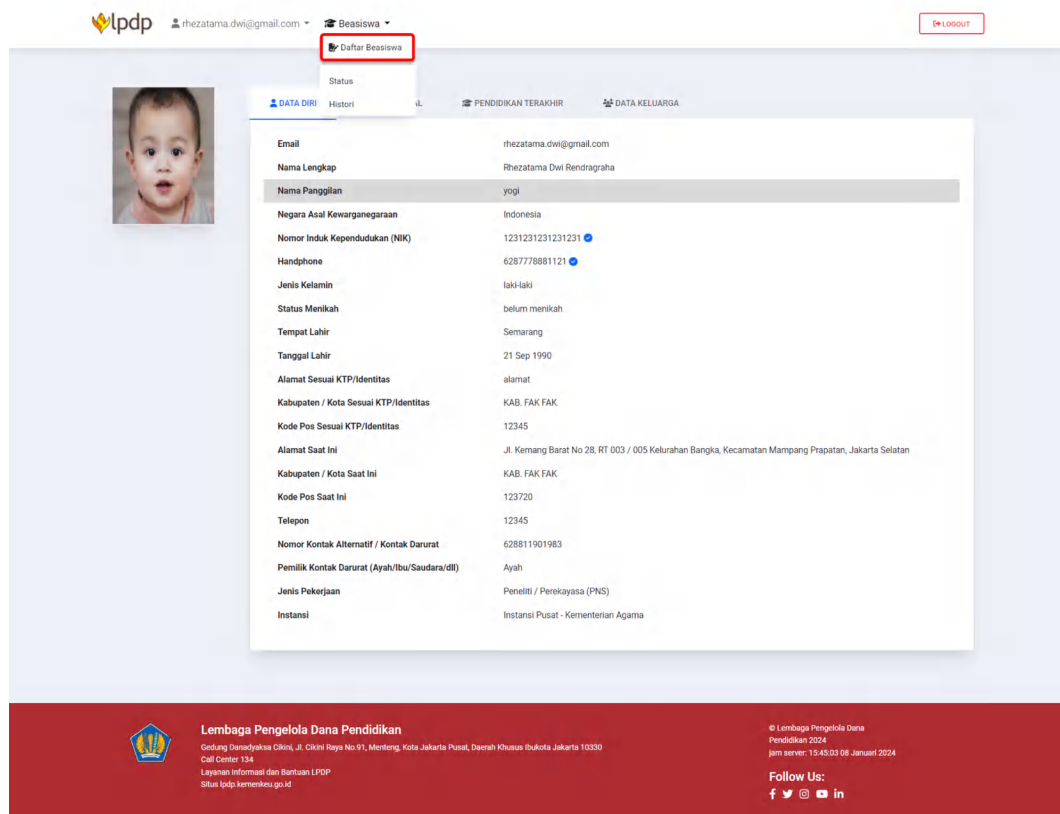 lpdp rhezatama.dwi@gmail.com Beasiswa LOGOUT
Daftar Beasiswa
Status
Histori
DATA DIRI AL PENDIDIKAN TERAKHIR DATA KELUARGA
Email rhezatama.dwi@gmail.com
Nama Lengkap Rhezatama Dwi Rendragraha
Nama Panggilan yogi
Negara Asal Kewarganegaraan Indonesia
Nomor Induk Kependudukan (NIK) 1231231231231231
Handphone 6287778881121
Jenis Kelamin laki-laki
Status Menikah belum menikah
Tempat Lahir Semarang
Tanggal Lahir 21 Sep 1990
Alamat Sesuai KTP/Identitas alamat
Kabupaten / Kota Sesuai KTP/Identitas KAB. FAK FAK
Kode Pos Sesuai KTP/Identitas 12345
Alamat Saat Ini Jl. Kemang Barat No 28, RT 003 / 005 Kelurahan Bangka, Kecamatan Mampang Prapatan, Jakarta Selatan
Kabupaten / Kota Saat Ini KAB. FAK FAK
Kode Pos Saat Ini 123720
Telepon 12345
Nomor Kontak Alternatif / Kontak Darurat 628811901983
Pemilik Kontak Darurat (Ayah/Ibu/Saudara/dll) Ayah
Jenis Pekerjaan Peneliti / Perekayasa (PNS)
Instansi Instansi Pusat - Kementerian Agama
Lembaga Pengelola Dana Pendidikan
Gedung Danadyaksa Cikini, Jl. Cikini Raya No.91, Menteng, Kota Jakarta Pusat, Daerah Khusus Ibukota Jakarta 10330
Call Center 134
Layanan Informasi dan Bantuan LPDP
Situs lpdp.kemenkeu.go.id
© Lembaga Pengelola Dana
Pendidikan 2024
jam server: 15:45:03 08 Januari 2024
Follow Us: